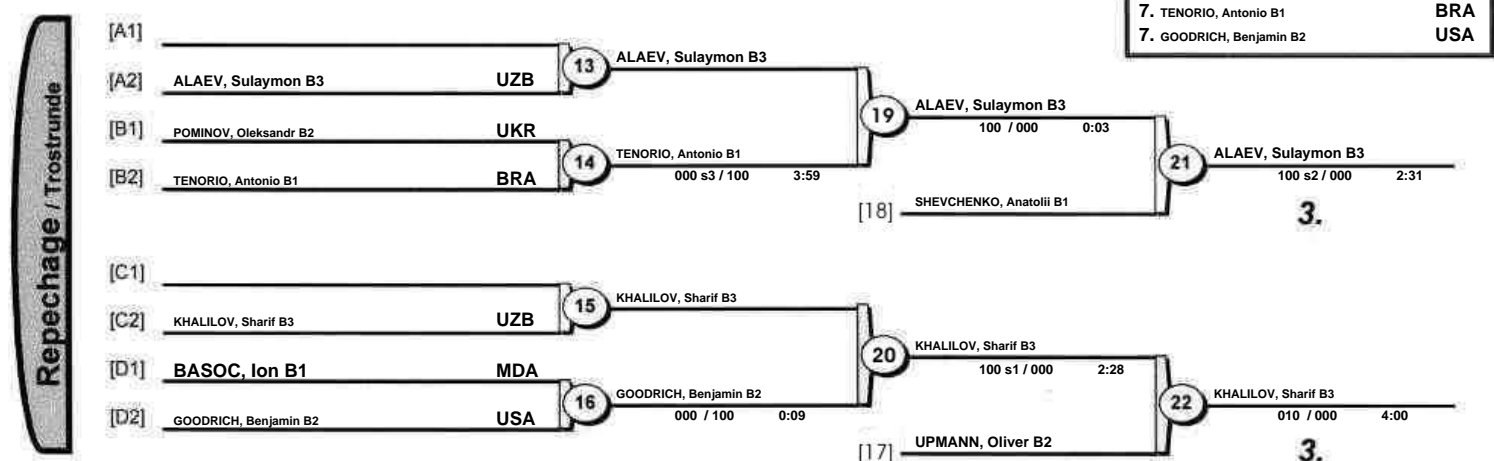 7. TENORIO, Antonio B1 BRA
7. GOODRICH, Benjamin B2 USA
Repechage / Trostrunde
[A1]
13 ALAEV, Sulaymon B3
[A2] ALAEV, Sulaymon B3 UZB
19 ALAEV, Sulaymon B3
100 / 000 0:03
[B1] POMINOV, Oleksandr B2 UKR
14 TENORIO, Antonio B1
000 s3 / 100 3:59
[B2] TENORIO, Antonio B1 BRA
21 ALAEV, Sulaymon B3
100 s2 / 000 2:31
[18] SHEVCHENKO, Anatolii B1
3.
[C1]
15 KHALILOV, Sharif B3
[C2] KHALILOV, Sharif B3 UZB
20 KHALILOV, Sharif B3
100 s1 / 000 2:28
[D1] BASOC, Ion B1 MDA
16 GOODRICH, Benjamin B2
000 / 100 0:09
[D2] GOODRICH, Benjamin B2 USA
22 KHALILOV, Sharif B3
010 / 000 4:00
[17] UPMANN, Oliver B2
3.